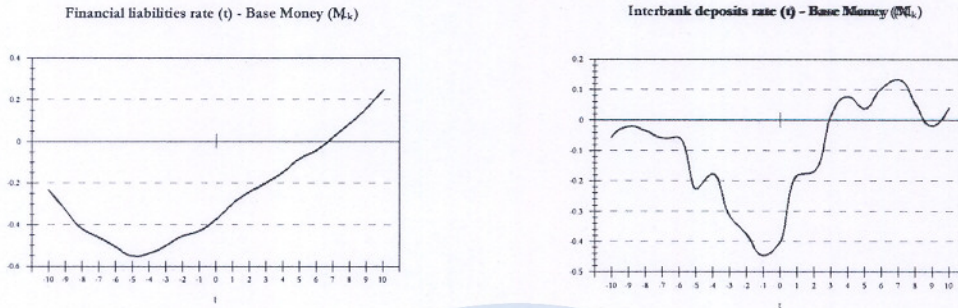 Financial liabilities rate (t) - Base Money (M,k)
0.4
0.2
0
-0.2
-0.4
-0.6
-10 -9 -8 -7 -6 -5 -4 -3 -2 -1 0 1 2 3 4 5 6 7 8 9 10
t
Interbank deposits rate (t) - Base Money
0.2
0.1
0
-0.1
-0.2
-0.3
-0.4
-0.5
-10 -9 -8 -7 -6 -5 -4 -3 -2 -1 0 1 2 3 4 5 6 7 8 9 10
t